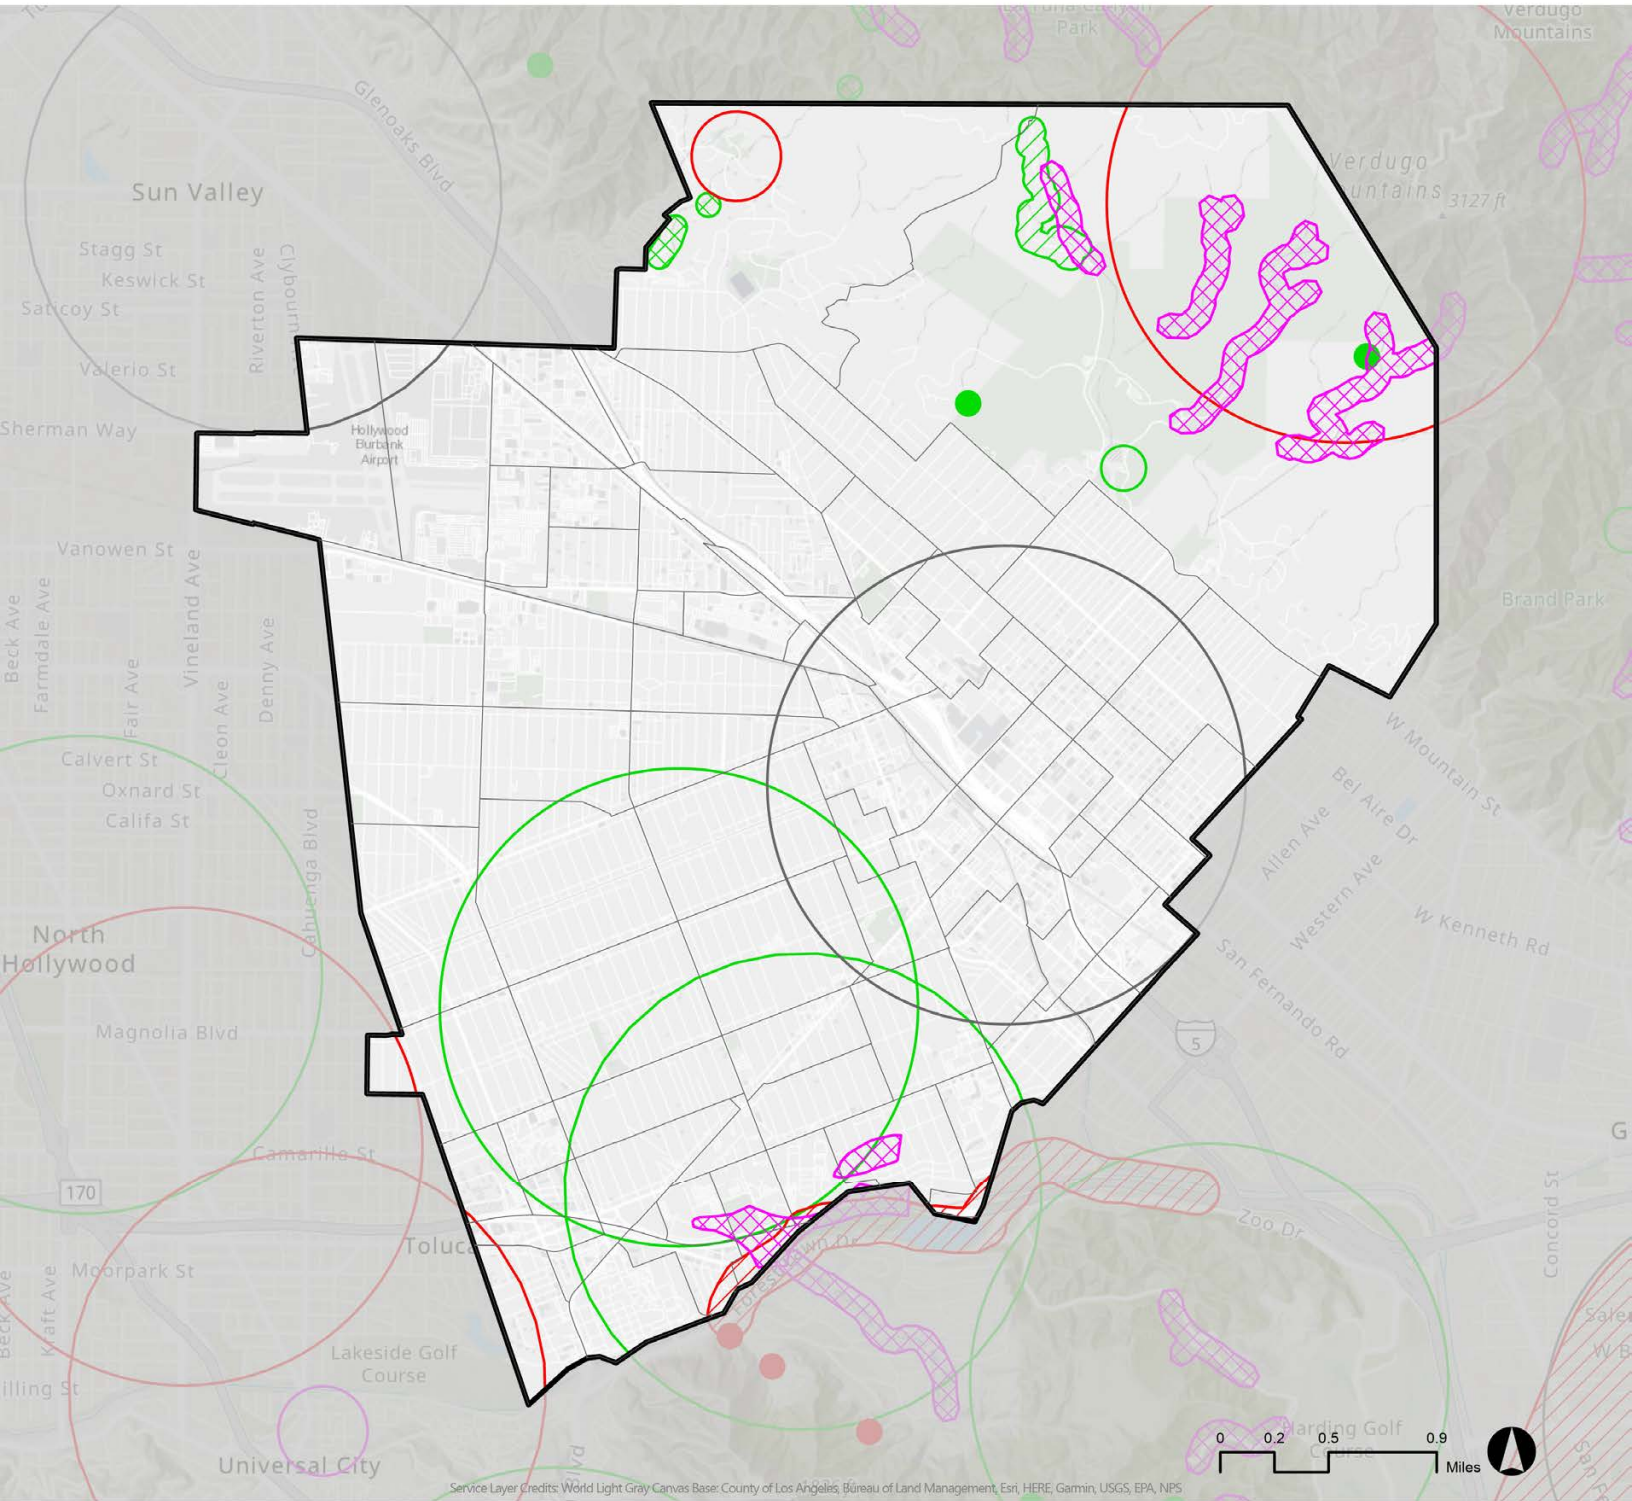 Park
Verdugo
Mountains
Glenoaks Blvd
Sun Valley
Verdugo
3127 ft
Stagg St
Keswick St
Riverton Ave
Saticoy St
Valerio St
Sherman Way
Hollywood
Burbank
Airport
Vanowen St
Beck Ave
Farmdale Ave
Vineland Ave
Denny Ave
Fair Ave
Cleon Ave
Brand Park
W Mountain St
Bel Aire Dr
Allen Ave
Western Ave
W Kenneth Rd
San Fernando Rd
5
Calvert St
Oxnard St
Califa St
Cahuenga Blvd
North
Hollywood
Magnolia Blvd
Camarillo St
170
Toluca
Moorpark St
Kraft Ave
Zoo Dr
Concord St
Lakeside Golf
Course
Universal City
Harding Golf
Course
0 0.2 0.5 0.9
Miles
Service Layer Credits: World Light Gray Canvas Base: County of Los Angeles, Bureau of Land Management, Esri, HERE, Garmin, USGS, EPA, NPS